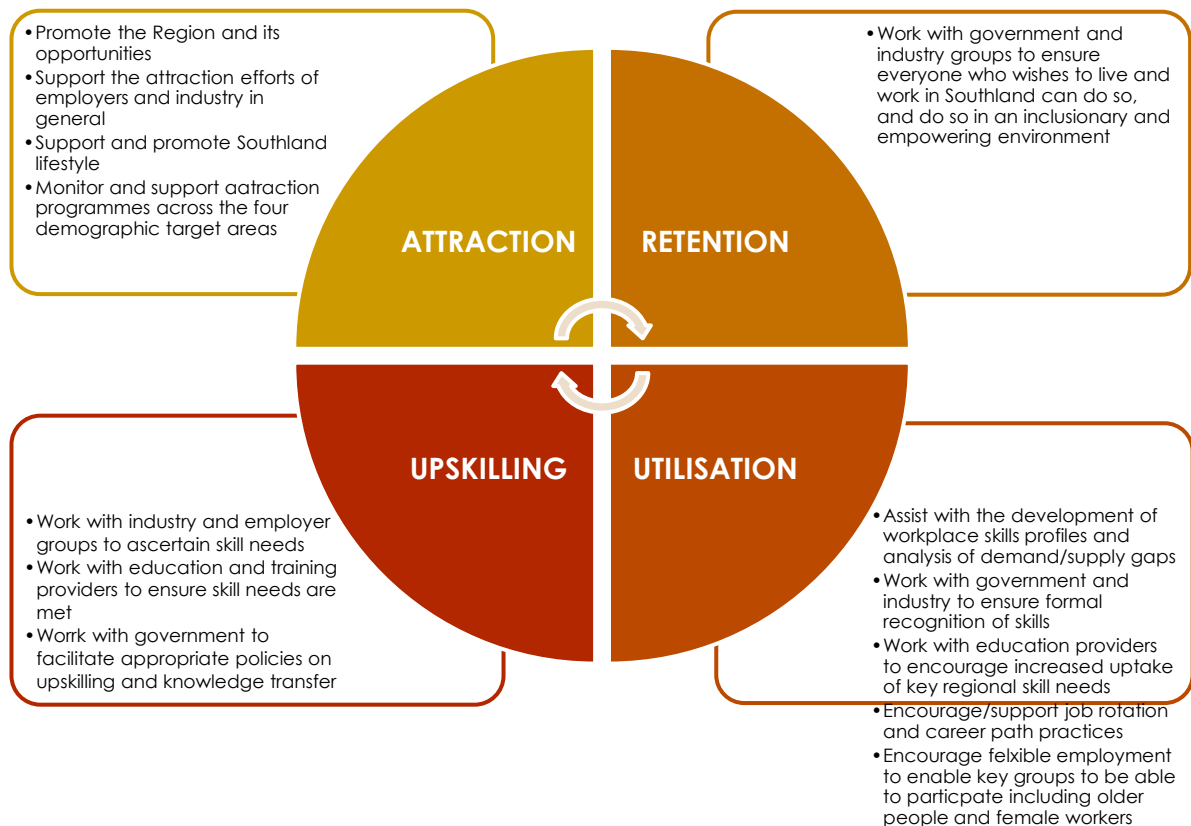 • Promote the Region and its
opportunities
• Support the attraction efforts of
employers and industry in
general
• Support and promote Southland
lifestyle
• Monitor and support aatraction
programmes across the four
demographic target areas
• Work with government and
industry groups to ensure
everyone who wishes to live and
work in Southland can do so,
and do so in an inclusionary and
empowering environment
ATTRACTION
RETENTION
UPSKILLING
UTILISATION
• Work with industry and employer
groups to ascertain skill needs
• Work with education and training
providers to ensure skill needs are
met
• Worrk with government to
facilitate appropriate policies on
upskilling and knowledge transfer
• Assist with the development of
workplace skills profiles and
analysis of demand/supply gaps
• Work with government and
industry to ensure formal
recognition of skills
• Work with education providers
to encourage increased uptake
of key regional skill needs
• Encourage/support job rotation
and career path practices
• Encourage felxible employment
to enable key groups to be able
to particpate including older
people and female workers